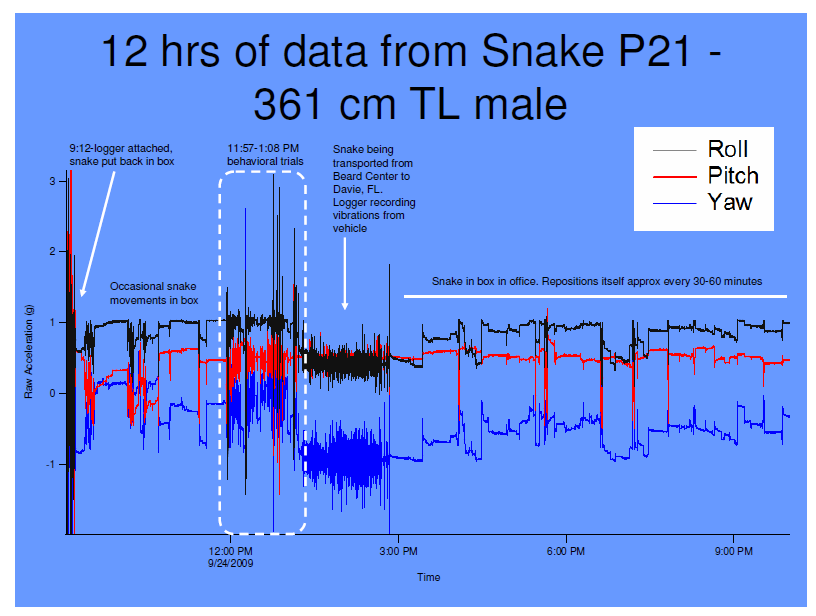 12 hrs of data from Snake P21 -
361 cm TL male
9:12-logger attached,
snake put back in box
11:57-1:08 PM
behavioral trials
Snake being
transported from
Beard Center to
Davie, FL.
Logger recording
vibrations from
vehicle
Roll
Pitch
Yaw
Occasional snake
movements in box
Snake in box in office. Repositions itself approx every 30-60 minutes
Raw Acceleration (g)
3
2
1
0
-1
12:00 PM
9/24/2009
3:00 PM
6:00 PM
9:00 PM
Time